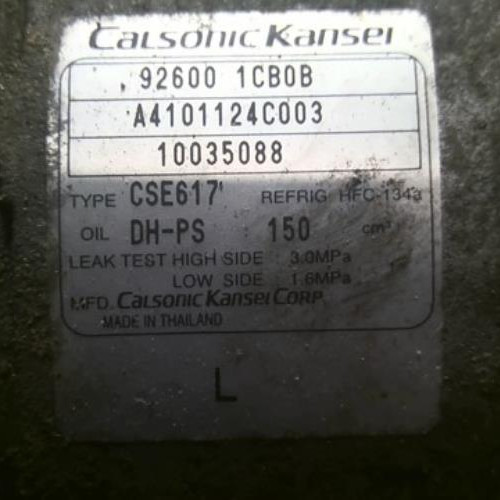 Calsonic Kansei
92600 1CB0B
A4101124C003
10035088
TYPE CSE617 REFRIG HFC-134a
OIL DH-PS : 150 cm³
LEAK TEST HIGH SIDE : 3.0MPa
LOW SIDE : 1.6MPa
MFD. Calsonic Kansei Corp.
MADE IN THAILAND
L